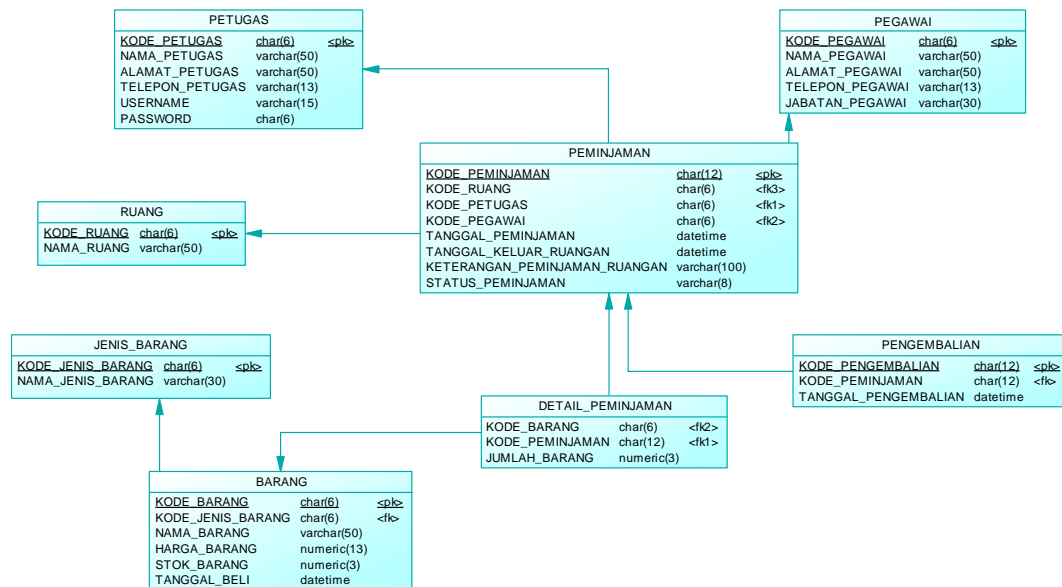 PETUGAS
KODE_PETUGAS char(6) <pk>
NAMA_PETUGAS varchar(50)
ALAMAT_PETUGAS varchar(50)
TELEPON_PETUGAS varchar(13)
USERNAME varchar(15)
PASSWORD char(6)
PEGAWAI
KODE_PEGAWAI char(6) <pk>
NAMA_PEGAWAI varchar(50)
ALAMAT_PEGAWAI varchar(50)
TELEPON_PEGAWAI varchar(13)
JABATAN_PEGAWAI varchar(30)
PEMINJAMAN
KODE_PEMINJAMAN char(12) <pk>
KODE_RUANG char(6) <fk3>
KODE_PETUGAS char(6) <fk1>
KODE_PEGAWAI char(6) <fk2>
TANGGAL_PEMINJAMAN datetime
TANGGAL_KELUAR_RUANGAN datetime
KETERANGAN_PEMINJAMAN_RUANGAN varchar(100)
STATUS_PEMINJAMAN varchar(8)
RUANG
KODE_RUANG char(6) <pk>
NAMA_RUANG varchar(50)
JENIS_BARANG
KODE_JENIS_BARANG char(6) <pk>
NAMA_JENIS_BARANG varchar(30)
PENGEMBALIAN
KODE_PENGEMBALIAN char(12) <pk>
KODE_PEMINJAMAN char(12) <fk>
TANGGAL_PENGEMBALIAN datetime
DETAIL_PEMINJAMAN
KODE_BARANG char(6) <fk2>
KODE_PEMINJAMAN char(12) <fk1>
JUMLAH_BARANG numeric(3)
BARANG
KODE_BARANG char(6) <pk>
KODE_JENIS_BARANG char(6) <fk>
NAMA_BARANG varchar(50)
HARGA_BARANG numeric(13)
STOK_BARANG numeric(3)
TANGGAL_BELI datetime